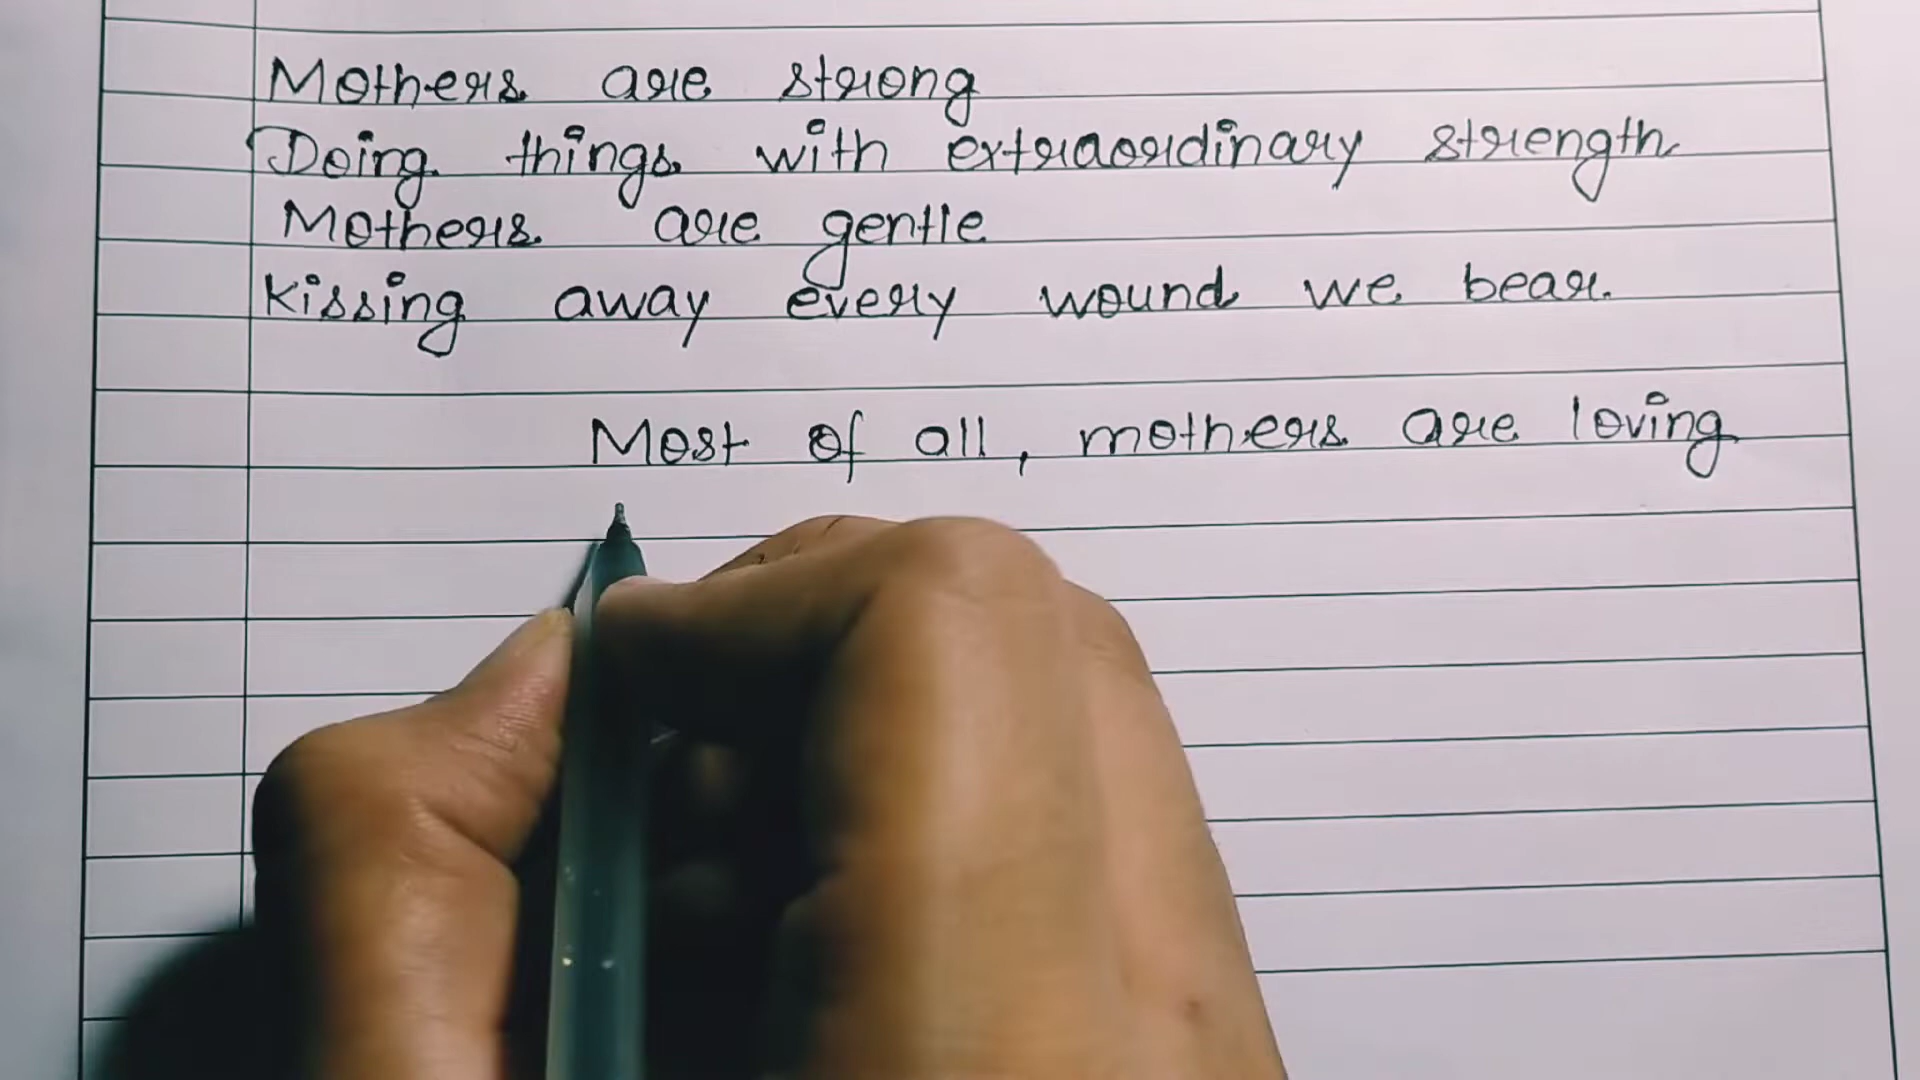 Mothers are strong
Doing things with extraordinary strength
Mothers are gentle
Kissing away every wound we bear.
Most of all, mothers are loving